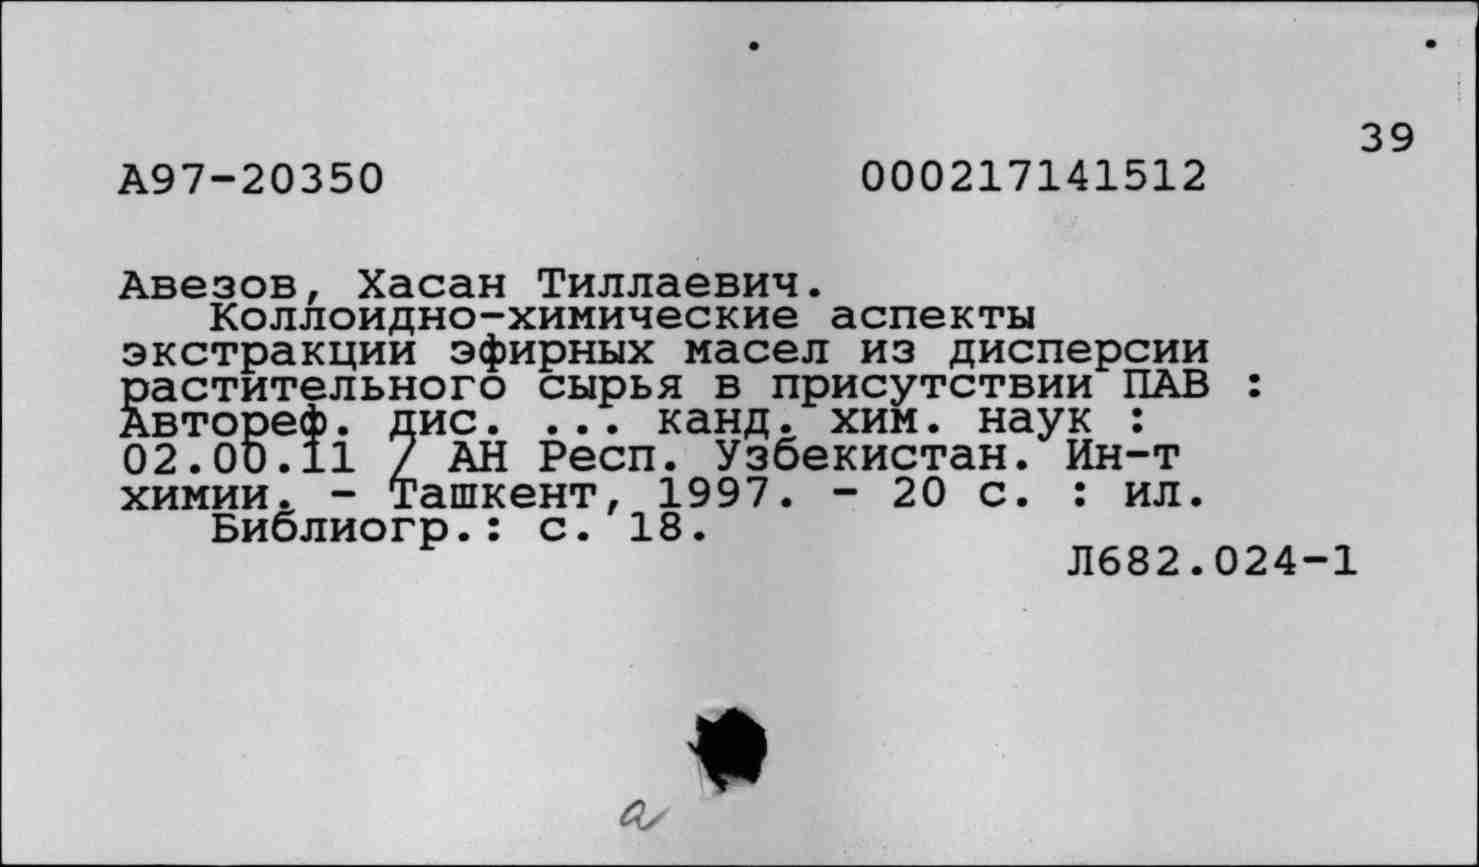 39
А97-20350 000217141512
Авезов, Хасан Тиллаевич.
Коллоидно-химические аспекты
экстракции эфирных масел из дисперсии
растительного сырья в присутствии ПАВ :
Автореф. дис. ... канд. хим. наук :
02.00.11 / АН Респ. Узбекистан. Ин-т
химии. - Ташкент, 1997. - 20 с. : ил.
Библиогр.: с. 18.
Л682.024-1
а